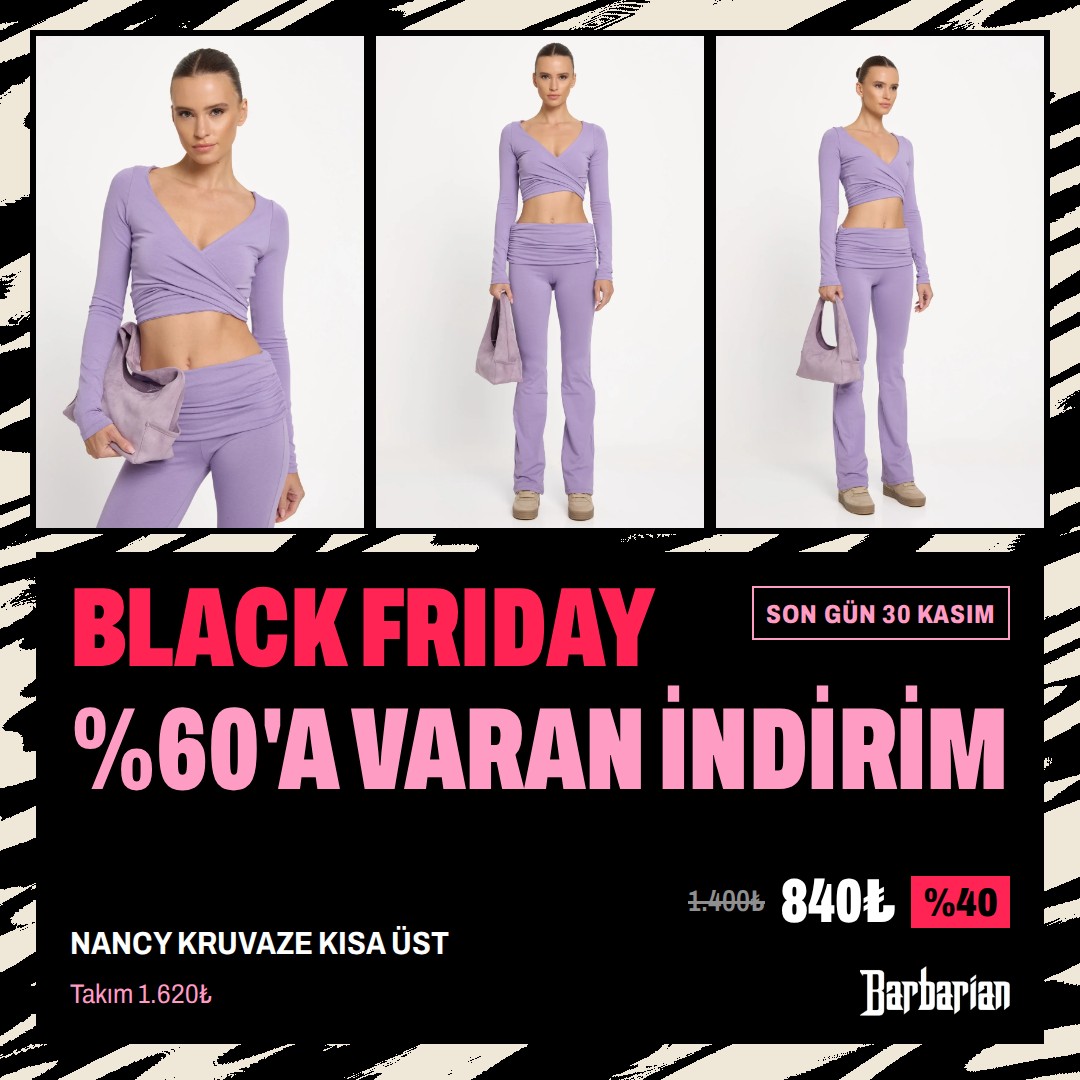 BLACK FRIDAY
SON GÜN 30 KASIM
%60'A VARAN İNDİRİM
1.400₺ 840₺ %40
NANCY KRUVAZE KISA ÜST
Takım 1.620₺
Barbarian